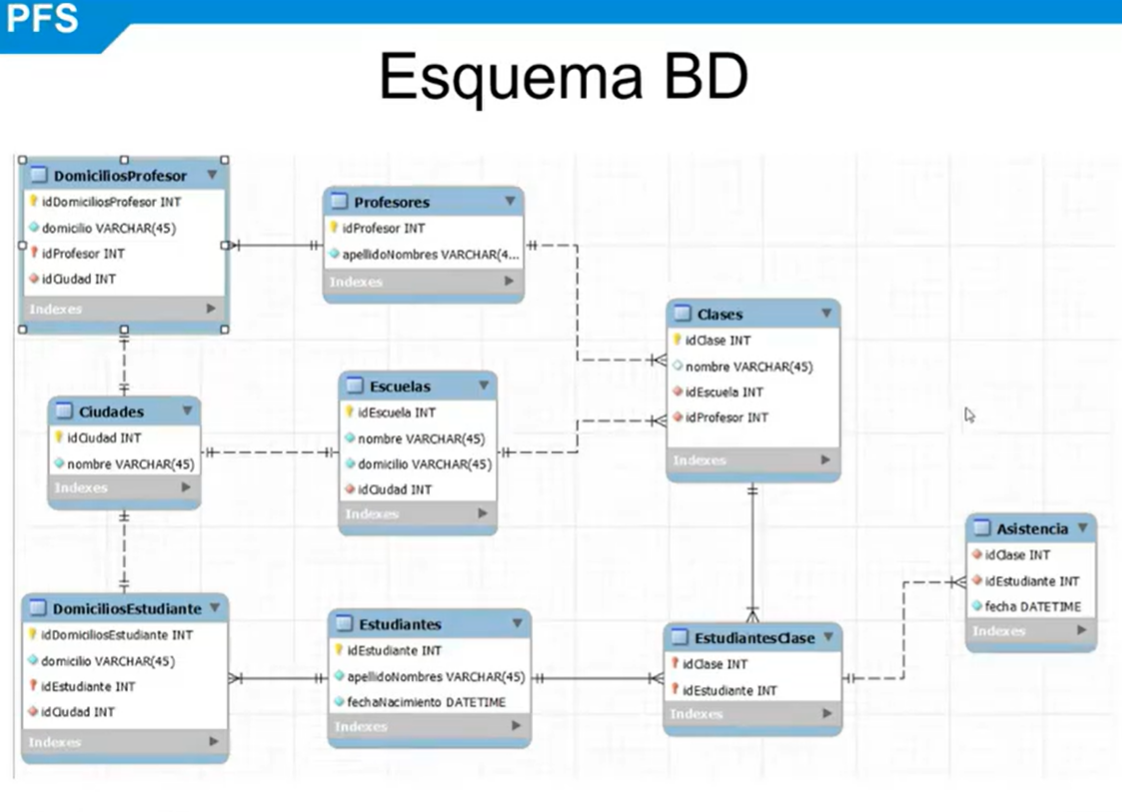 PFS
Esquema BD
DomiciliosProfesor
idDomiciliosProfesor INT
domicilio VARCHAR(45)
idProfesor INT
idCiudad INT
Indexes
Profesores
idProfesor INT
apellidoNombres VARCHAR(4...
Indexes
Clases
idClase INT
nombre VARCHAR(45)
idEscuela INT
idProfesor INT
Indexes
Ciudades
idCiudad INT
nombre VARCHAR(45)
Indexes
Escuelas
idEscuela INT
nombre VARCHAR(45)
domicilio VARCHAR(45)
idCiudad INT
Indexes
Asistencia
idClase INT
idEstudiante INT
fecha DATETIME
Indexes
DomiciliosEstudiante
idDomiciliosEstudiante INT
domicilio VARCHAR(45)
idEstudiante INT
idCiudad INT
Indexes
Estudiantes
idEstudiante INT
apellidoNombres VARCHAR(45)
fechaNacimiento DATETIME
Indexes
EstudiantesClase
idClase INT
idEstudiante INT
Indexes